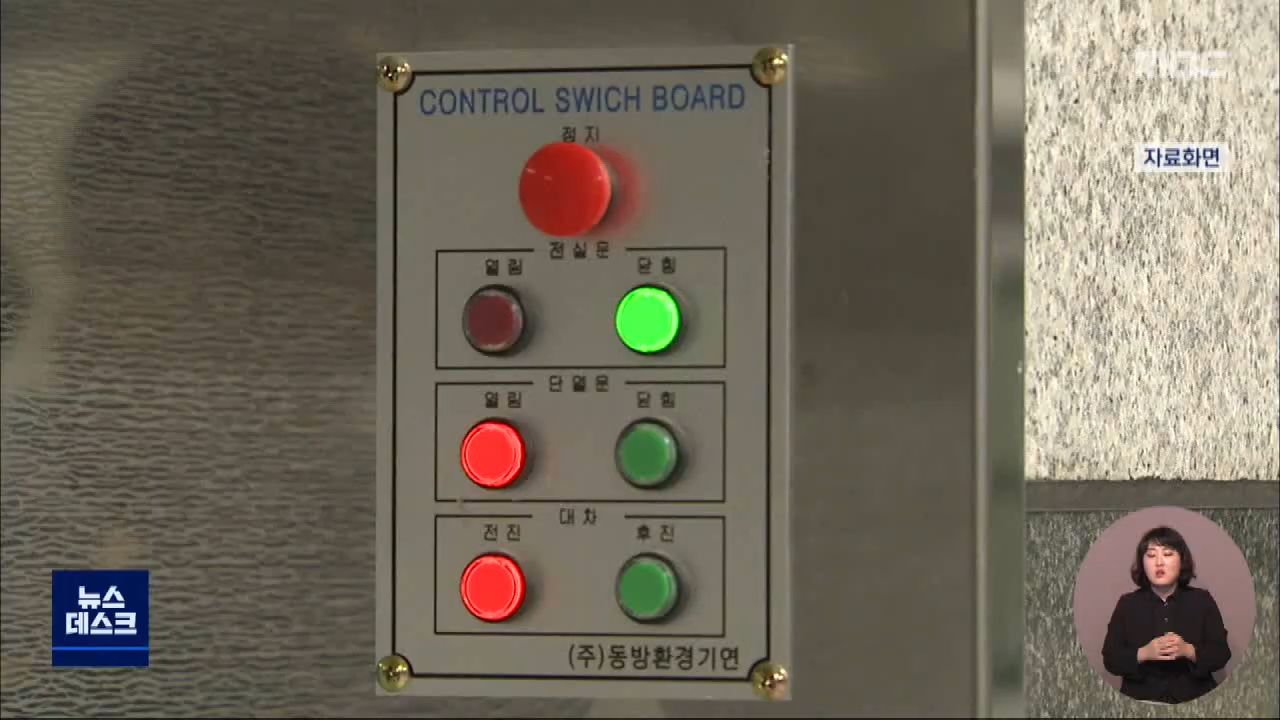 CONTROL SWICH BOARD
정지
전실문
열림 닫힘
단열문
열림 닫힘
대차
전진 후진
(주)동방환경기연
MBC
자료화면
뉴스
데스크